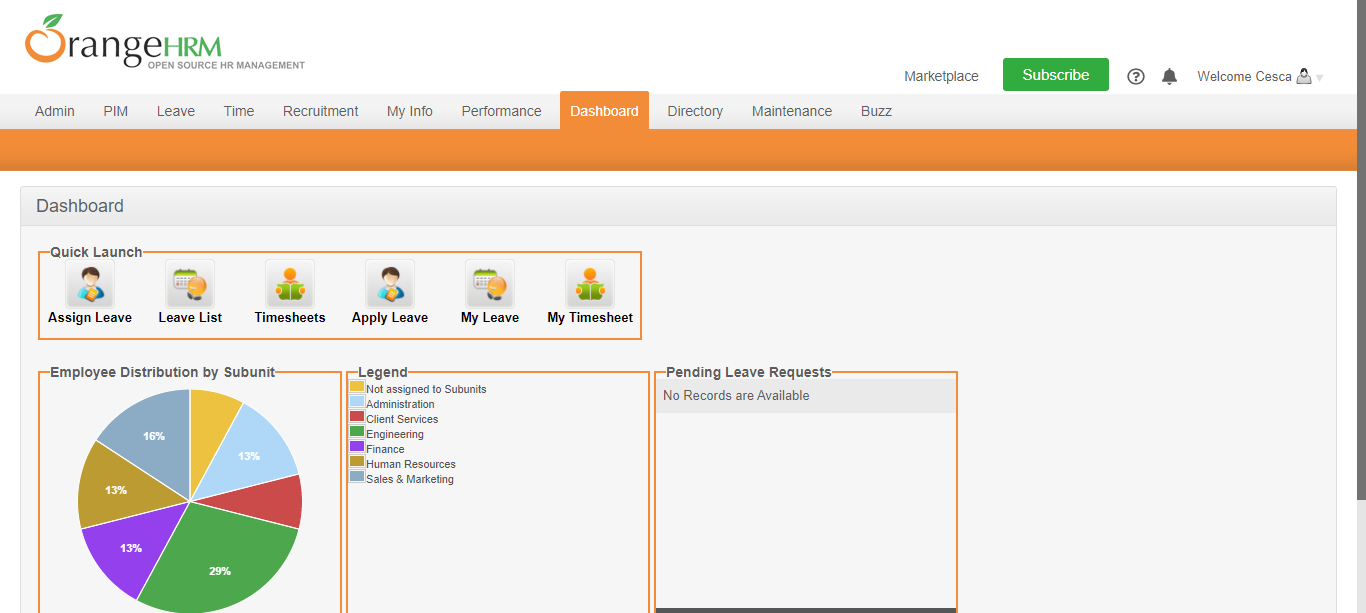 OrangeHRM
OPEN SOURCE HR MANAGEMENT
Marketplace Subscribe ? Welcome Cesca
Admin PIM Leave Time Recruitment My Info Performance Dashboard Directory Maintenance Buzz
Dashboard
Quick Launch
Assign Leave Leave List Timesheets Apply Leave My Leave My Timesheet
Employee Distribution by Subunit
16%
13%
13%
13%
29%
Legend
Not assigned to Subunits
Administration
Client Services
Engineering
Finance
Human Resources
Sales & Marketing
Pending Leave Requests
No Records are Available